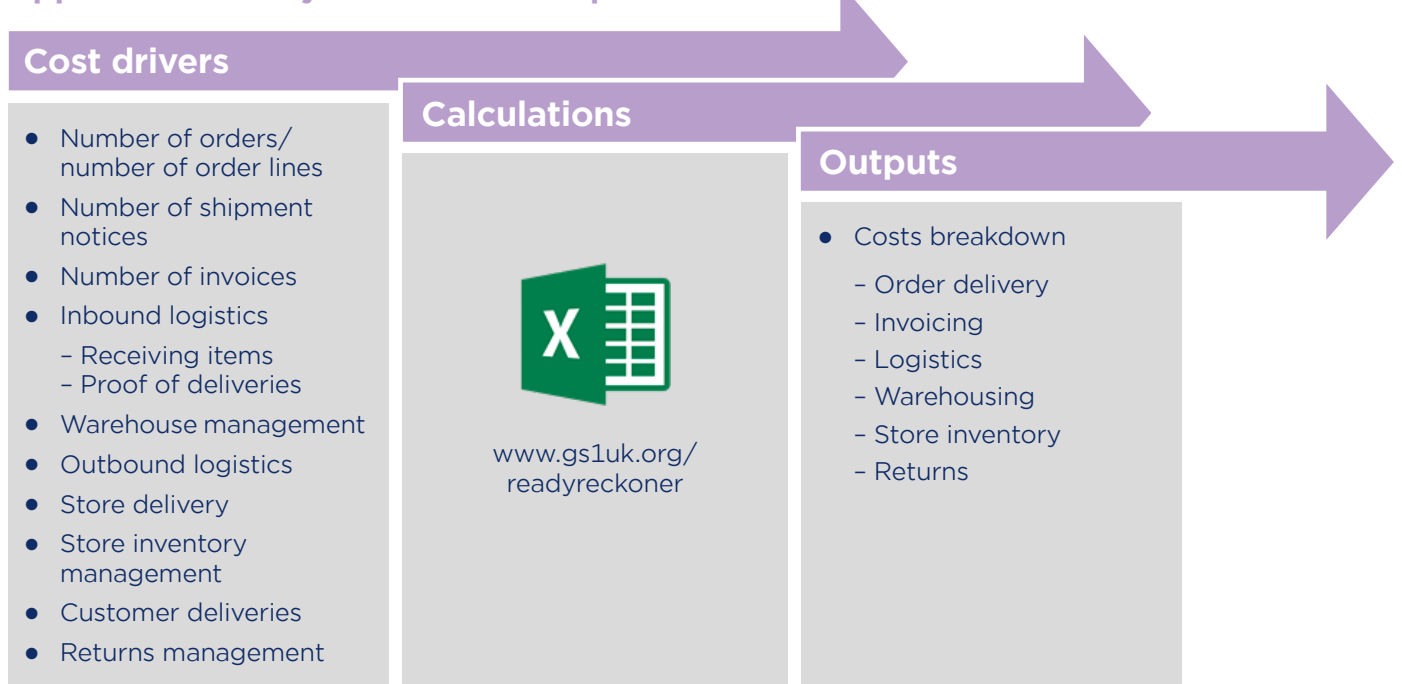 Cost drivers
● Number of orders/
number of order lines
● Number of shipment
notices
● Number of invoices
● Inbound logistics
– Receiving items
– Proof of deliveries
● Warehouse management
● Outbound logistics
● Store delivery
● Store inventory
management
● Customer deliveries
● Returns management
Calculations
X
www.gs1uk.org/
readyreckoner
Outputs
● Costs breakdown
– Order delivery
– Invoicing
– Logistics
– Warehousing
– Store inventory
– Returns